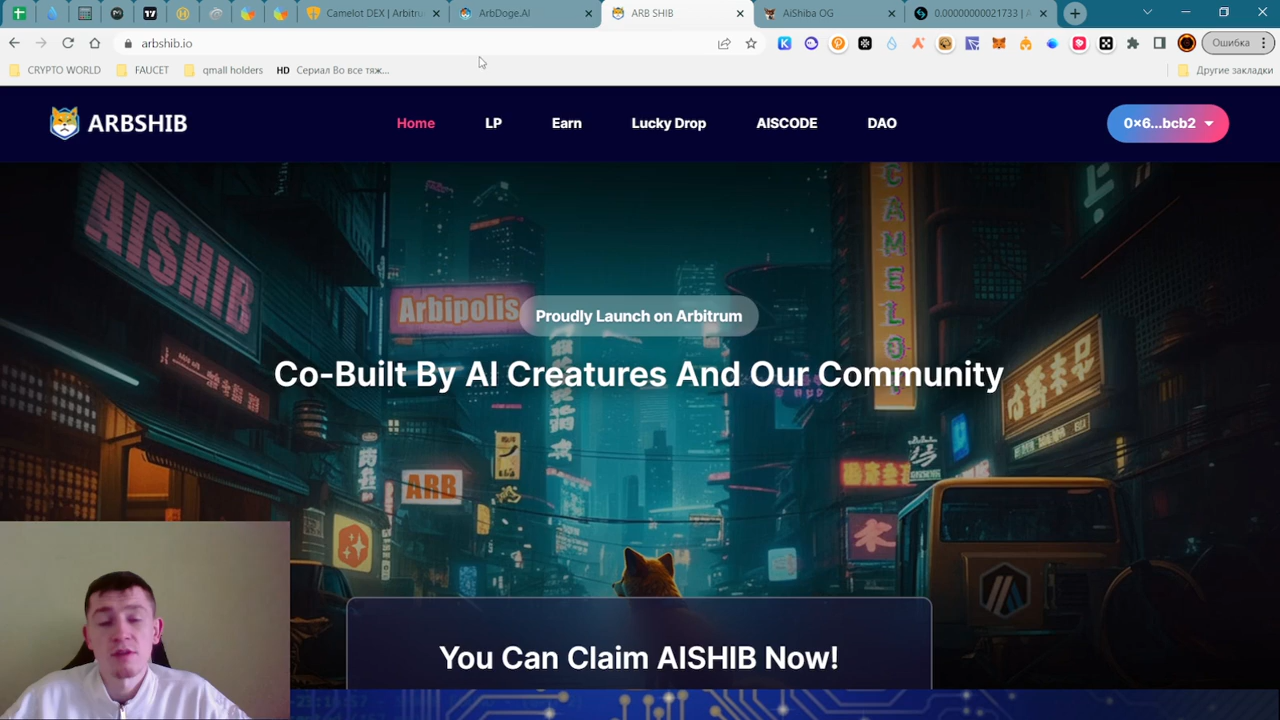 Camelot DEX | Arbitru
ArbDoge.AI
ARB SHIB
AiShiba OG
0.00000000021733 | A
arbshib.io
Ошибка
CRYPTO WORLD
FAUCET
qmall holders
HD Сериал Во все тяж...
Другие закладки
ARBSHIB
Home
LP
Earn
Lucky Drop
AISCODE
DAO
0×6...bcb2
AISHIB
Arbipolis
CAMELO
Proudly Launch on Arbitrum
Co-Built By AI Creatures And Our Community
ARB
You Can Claim AISHIB Now!